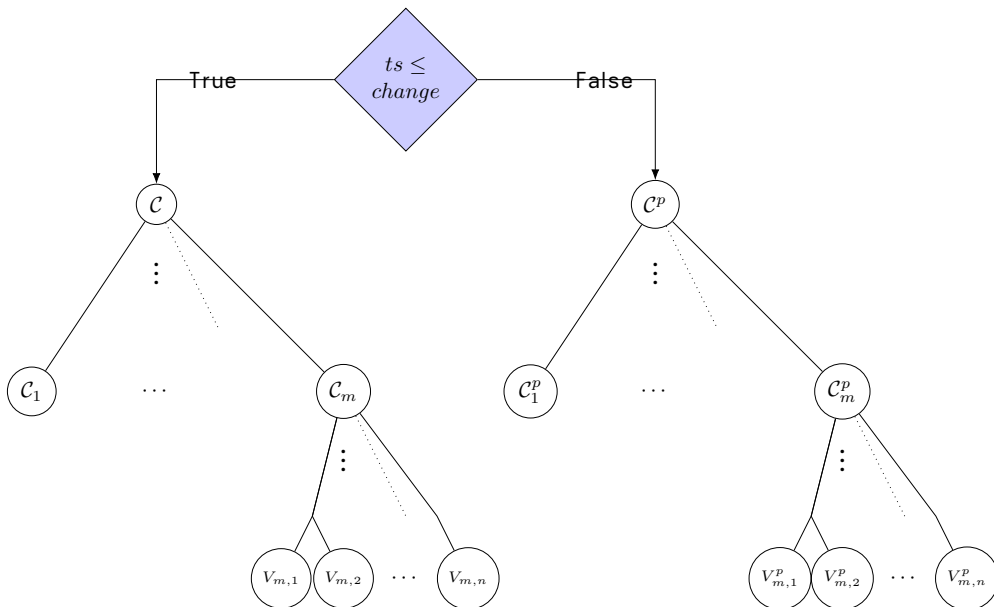 ts ≤
change
True
False
𝒞
𝒞^p
⋮
⋮
𝒞_1
⋯
𝒞_m
𝒞_1^p
⋯
𝒞_m^p
⋮
⋮
V_{m,1}
V_{m,2}
⋯
V_{m,n}
V_{m,1}^p
V_{m,2}^p
⋯
V_{m,n}^p